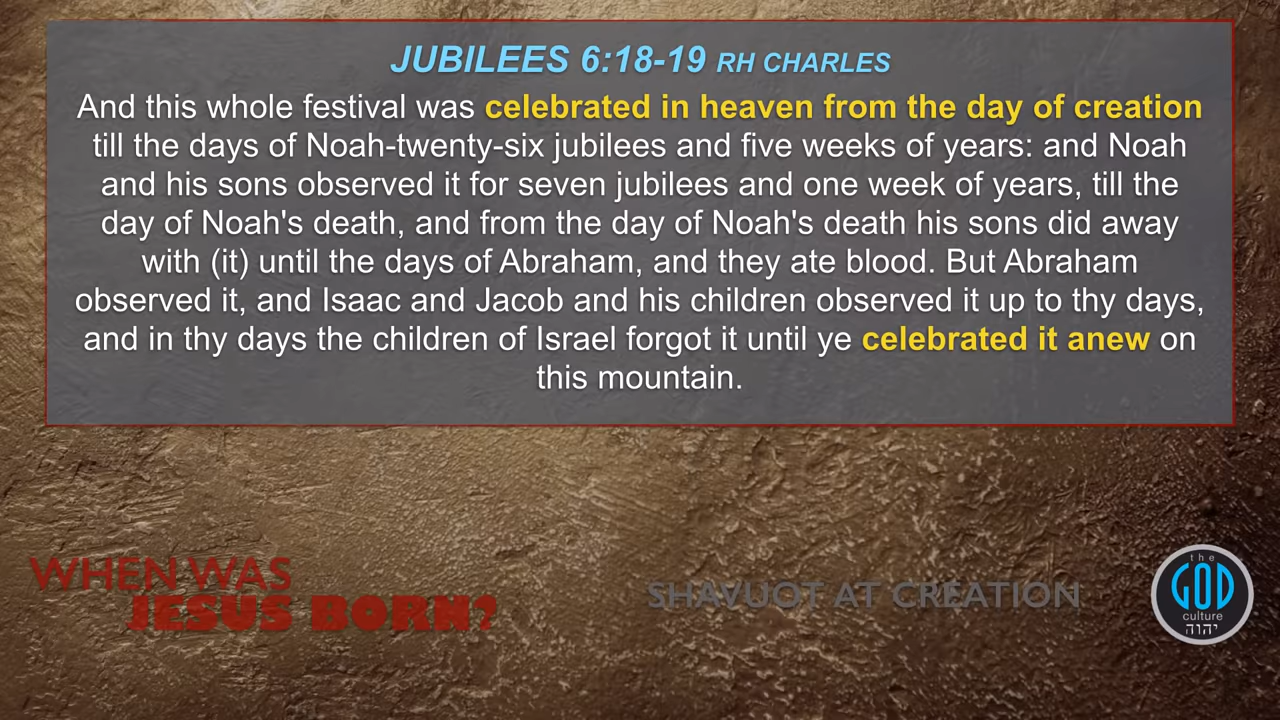 JUBILEES 6:18-19 RH CHARLES
And this whole festival was celebrated in heaven from the day of creation
till the days of Noah-twenty-six jubilees and five weeks of years: and Noah
and his sons observed it for seven jubilees and one week of years, till the
day of Noah's death, and from the day of Noah's death his sons did away
with (it) until the days of Abraham, and they ate blood. But Abraham
observed it, and Isaac and Jacob and his children observed it up to thy days,
and in thy days the children of Israel forgot it until ye celebrated it anew on
this mountain.
WHEN WAS
JESUS BORN?
SHAVUOT AT CREATION
the
GOD
culture
יהוה